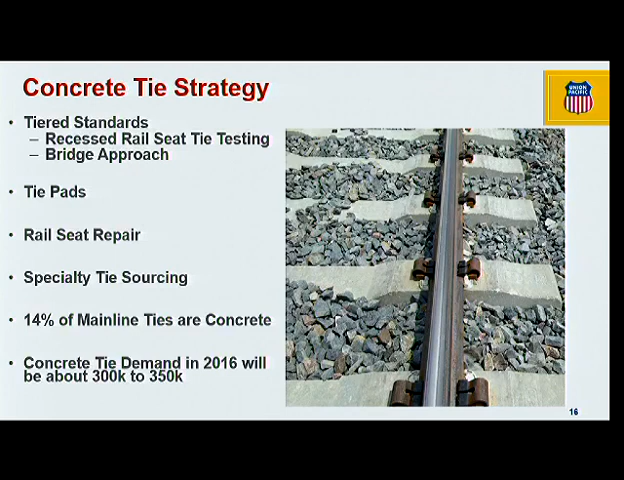 Concrete Tie Strategy
UNION
PACIFIC
• Tiered Standards
– Recessed Rail Seat Tie Testing
– Bridge Approach
• Tie Pads
• Rail Seat Repair
• Specialty Tie Sourcing
• 14% of Mainline Ties are Concrete
• Concrete Tie Demand in 2016 will
be about 300k to 350k
16